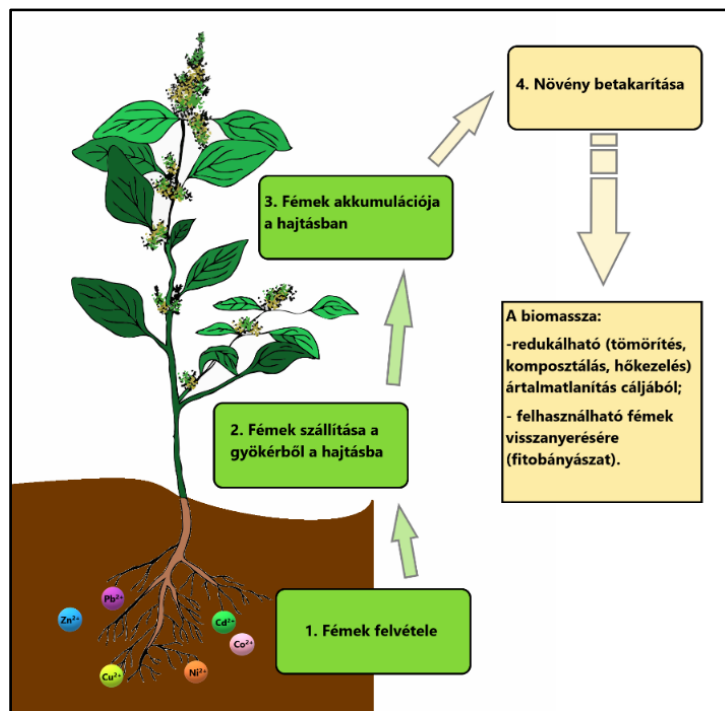 4. Növény betakarítása
3. Fémek akkumulációja
a hajtásban
A biomassza:
-redukálható (tömörítés,
komposztálás, hőkezelés)
ártalmatlanítás cáljából;
- felhasználható fémek
visszanyerésére
(fitobányászat).
2. Fémek szállítása a
gyökérből a hajtásba
1. Fémek felvétele
Pb²⁺
Zn²⁺
Cd²⁺
Co²⁺
Cu²⁺
Ni²⁺